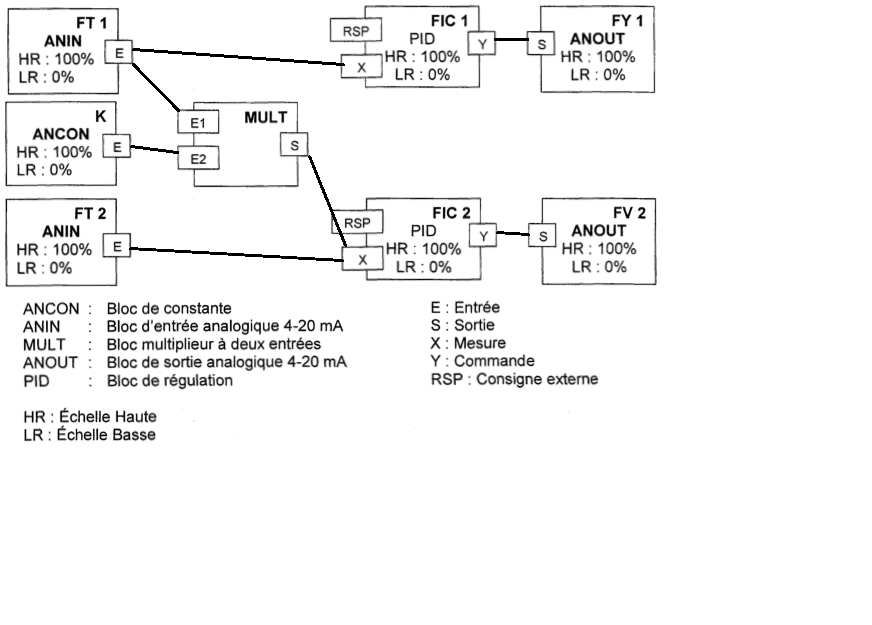 FT 1
ANIN
HR : 100%
LR : 0%
E
RSP
X
FIC 1
PID
HR : 100%
LR : 0%
Y
S
FY 1
ANOUT
HR : 100%
LR : 0%
K
ANCON
HR : 100%
LR : 0%
E
E1
E2
MULT
S
FT 2
ANIN
HR : 100%
LR : 0%
E
RSP
X
FIC 2
PID
HR : 100%
LR : 0%
Y
S
FV 2
ANOUT
HR : 100%
LR : 0%
ANCON : Bloc de constante
ANIN : Bloc d'entrée analogique 4-20 mA
MULT : Bloc multiplieur à deux entrées
ANOUT : Bloc de sortie analogique 4-20 mA
PID : Bloc de régulation
E : Entrée
S : Sortie
X : Mesure
Y : Commande
RSP : Consigne externe
HR : Échelle Haute
LR : Échelle Basse